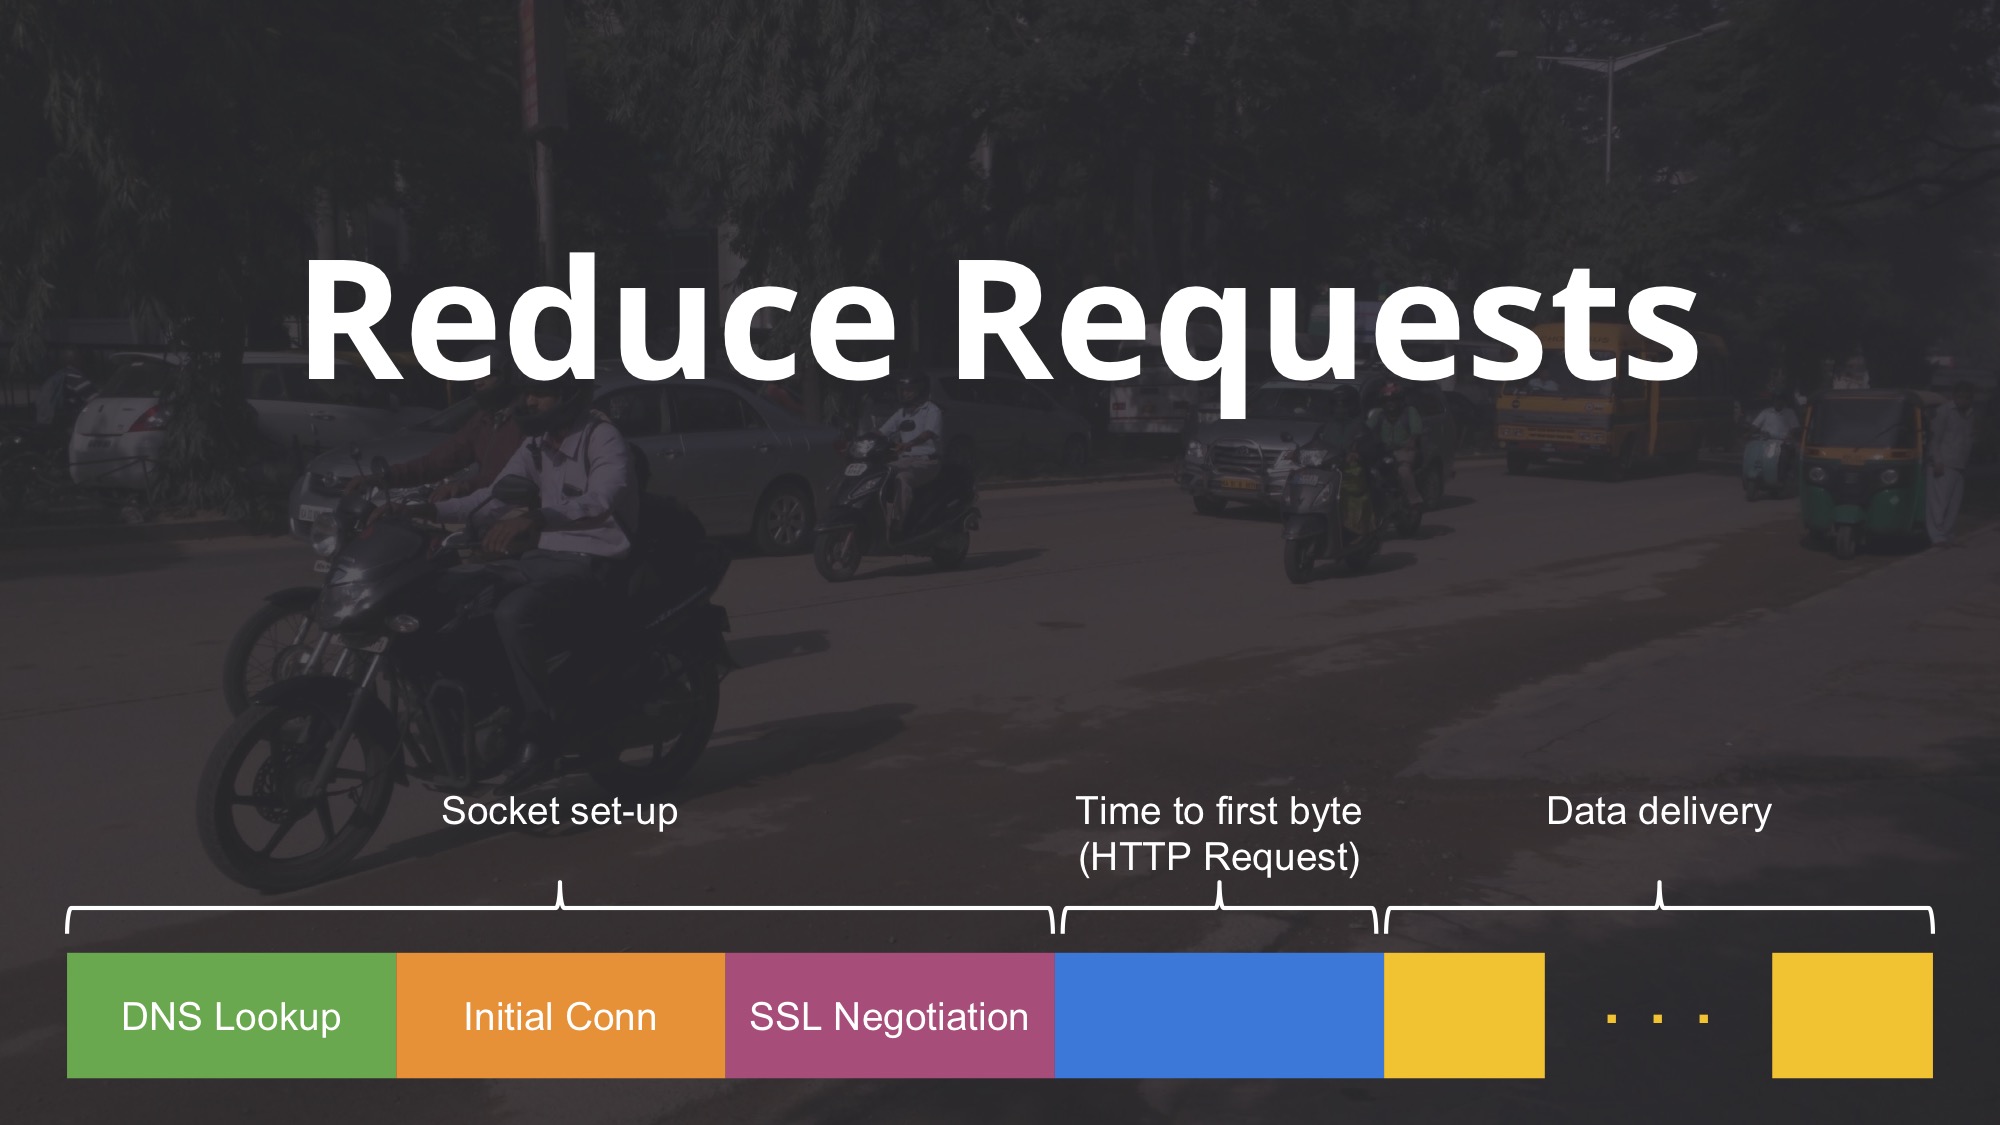 Reduce Requests
Socket set-up
Time to first byte
(HTTP Request)
Data delivery
DNS Lookup
Initial Conn
SSL Negotiation
. . .